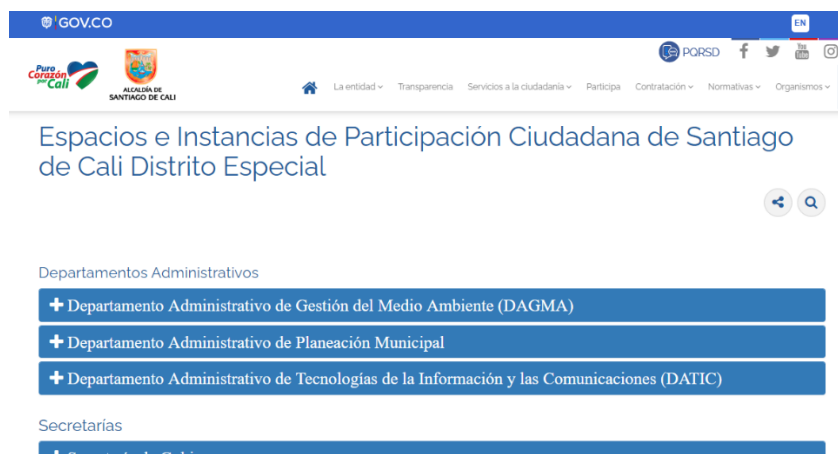 GOV.CO
EN
PQRSD
You
Tube
Puro
Corazón
por Cali
ALCALDÍA DE
SANTIAGO DE CALI
La entidad
Transparencia
Servicios a la ciudadanía
Participa
Contratación
Normativas
Organismos
Espacios e Instancias de Participación Ciudadana de Santiago
de Cali Distrito Especial
Departamentos Administrativos
Departamento Administrativo de Gestión del Medio Ambiente (DAGMA)
Departamento Administrativo de Planeación Municipal
Departamento Administrativo de Tecnologías de la Información y las Comunicaciones (DATIC)
Secretarías